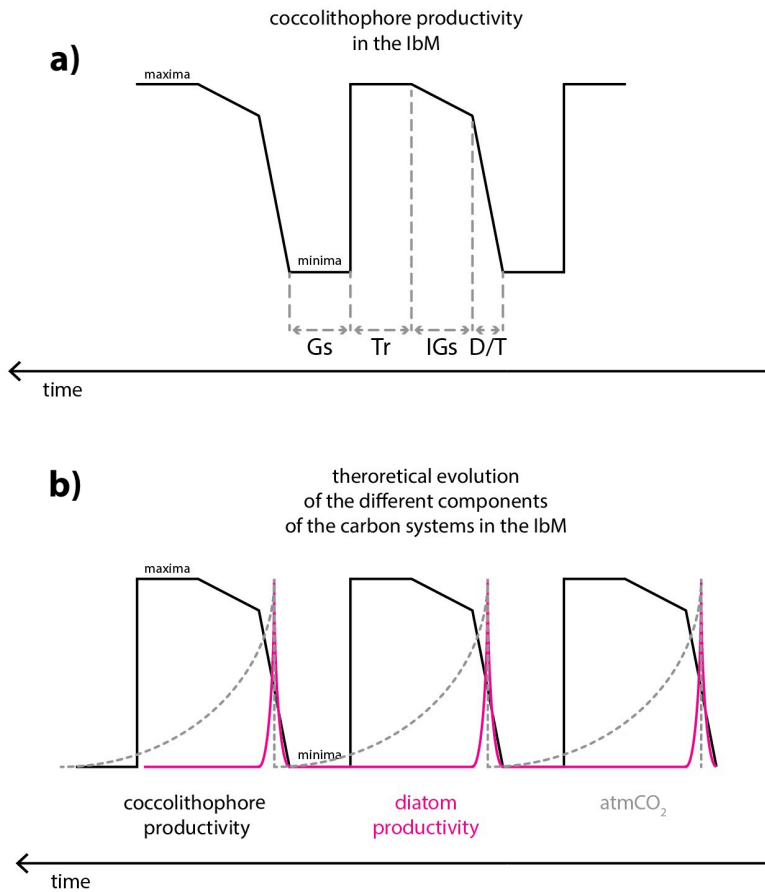 coccolithophore productivity
in the IbM
a)
maxima
minima
Gs Tr IGs D/T
time
b)
theroretical evolution
of the different components
of the carbon systems in the IbM
maxima
minima
coccolithophore
productivity
diatom
productivity
atmCO₂
time